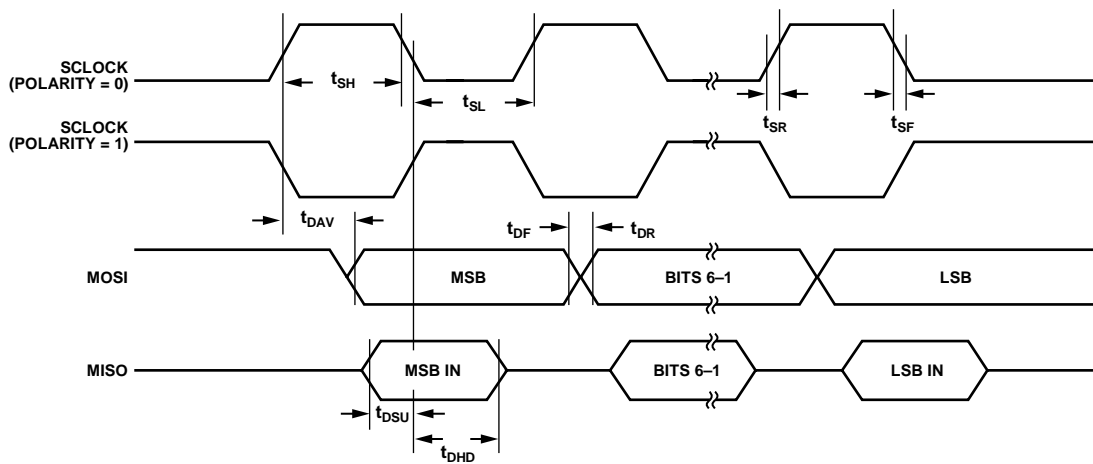 SCLOCK
(POLARITY = 0)
tSH
tSL
tSR
tSF
SCLOCK
(POLARITY = 1)
tDAV
tDF
tDR
MOSI
MSB
BITS 6–1
LSB
MISO
MSB IN
BITS 6–1
LSB IN
tDSU
tDHD